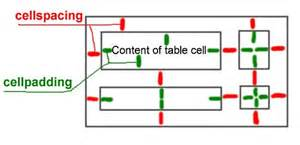 cellspacing
Content of table cell
cellpadding